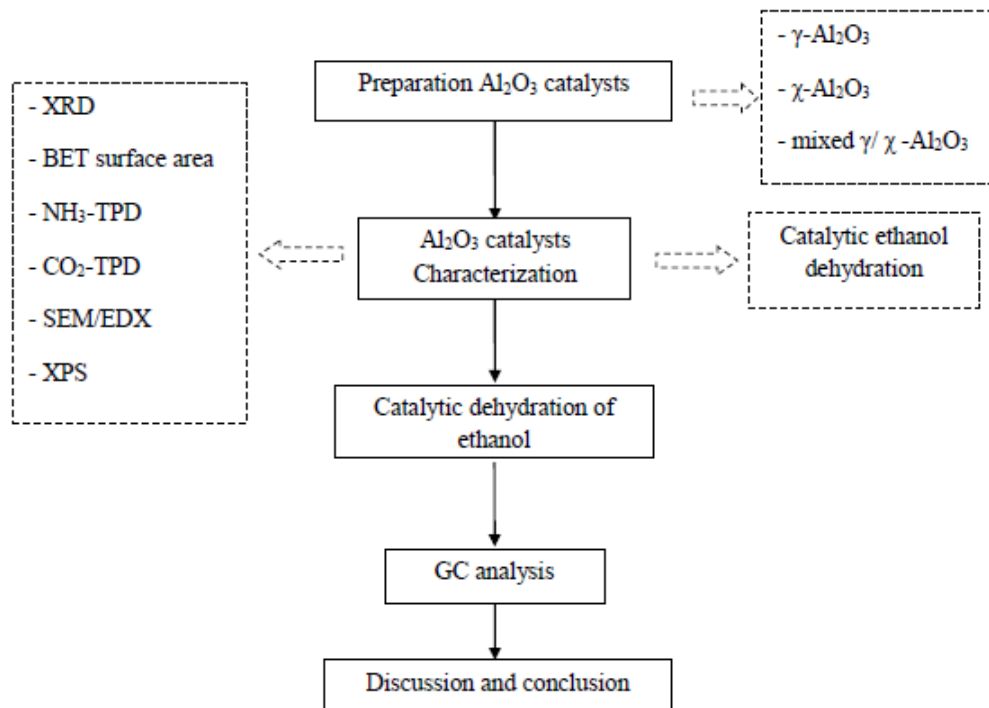 Preparation Al₂O₃ catalysts
- γ-Al₂O₃
- χ-Al₂O₃
- mixed γ/ χ -Al₂O₃
- XRD
- BET surface area
- NH₃-TPD
- CO₂-TPD
- SEM/EDX
- XPS
Al₂O₃ catalysts
Characterization
Catalytic ethanol
dehydration
Catalytic dehydration of
ethanol
GC analysis
Discussion and conclusion